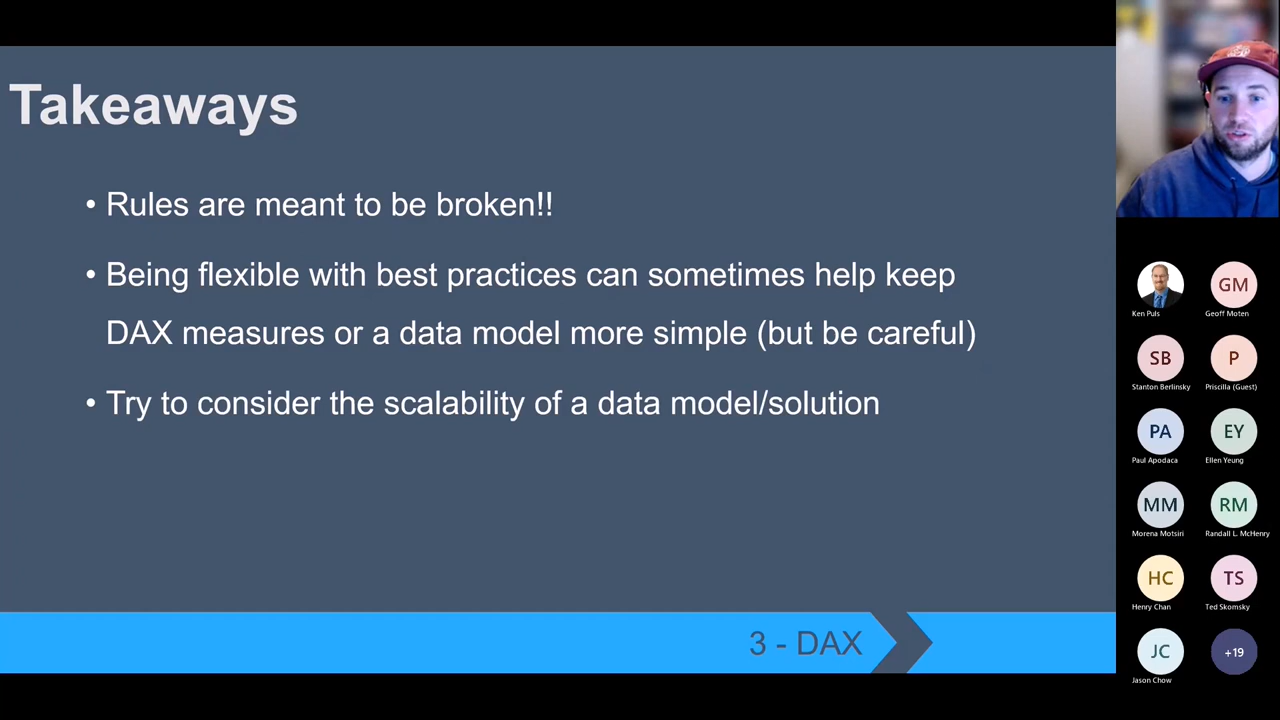 Takeaways
• Rules are meant to be broken!!
• Being flexible with best practices can sometimes help keep
DAX measures or a data model more simple (but be careful)
• Try to consider the scalability of a data model/solution
3 - DAX
Ken Puls
GM
Geoff Moten
SB
Stanton Berlinsky
P
Priscilla (Guest)
PA
Paul Apodaca
EY
Ellen Yeung
MM
Morena Motsiri
RM
Randall L. McHenry
HC
Henry Chan
TS
Ted Skomsky
JC
Jason Chow
+19